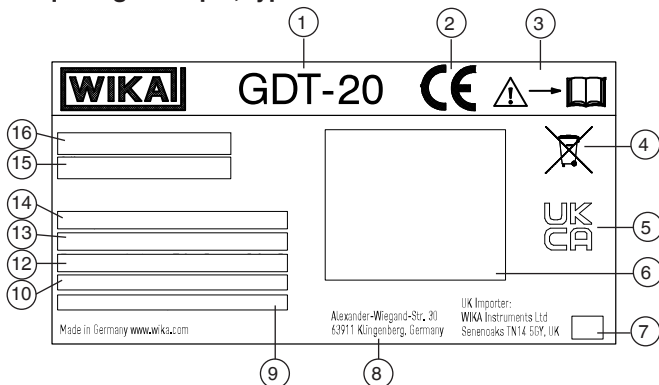 1
2
3
WIKA
GDT-20
CE
16
15
4
UK
CA
5
14
13
12
10
6
Made in Germany www.wika.com
Alexander-Wiegand-Str. 30
63911 Klingenberg, Germany
UK Importer:
WIKA Instruments Ltd
Senenoaks TN14 5GY, UK
7
9
8